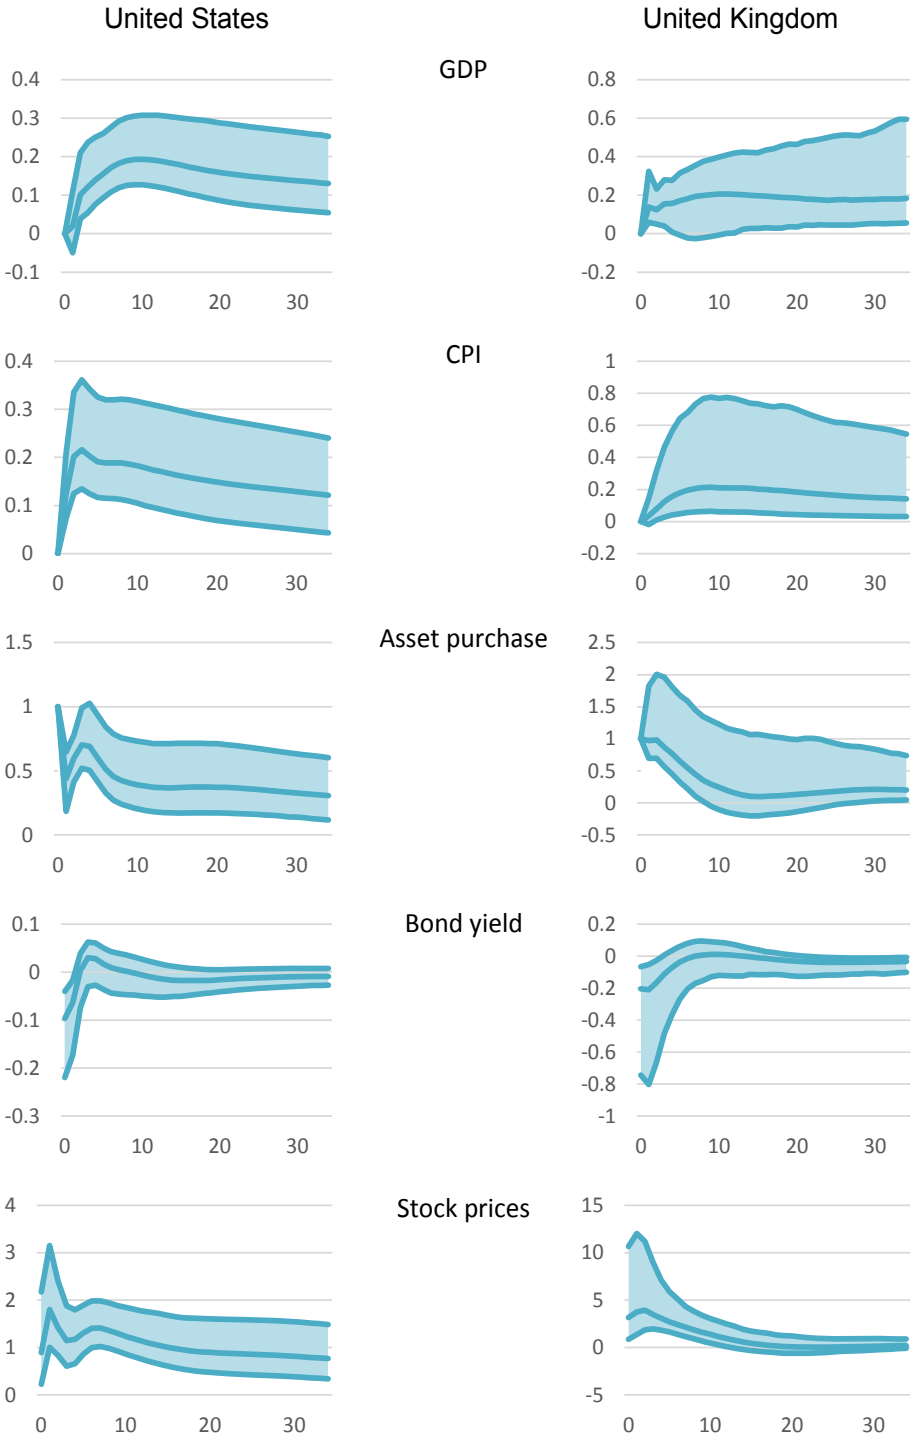 United States United Kingdom
GDP
0.4 0.8
0.3 0.6
0.2 0.4
0.1 0.2
0 0
-0.1 -0.2
0 10 20 30 0 10 20 30
CPI
0.4 1
0.3 0.8
0.2 0.6
0.1 0.4
0 0.2
0
-0.2
0 10 20 30 0 10 20 30
Asset purchase
1.5 2.5
1 2
0.5 1.5
0 1
0.5
0
-0.5
0 10 20 30 0 10 20 30
Bond yield
0.1 0.2
0 0
-0.1 -0.2
-0.2 -0.4
-0.3 -0.6
-0.8
-1
0 10 20 30 0 10 20 30
Stock prices
4 15
3 10
2 5
1 0
0 -5
0 10 20 30 0 10 20 30